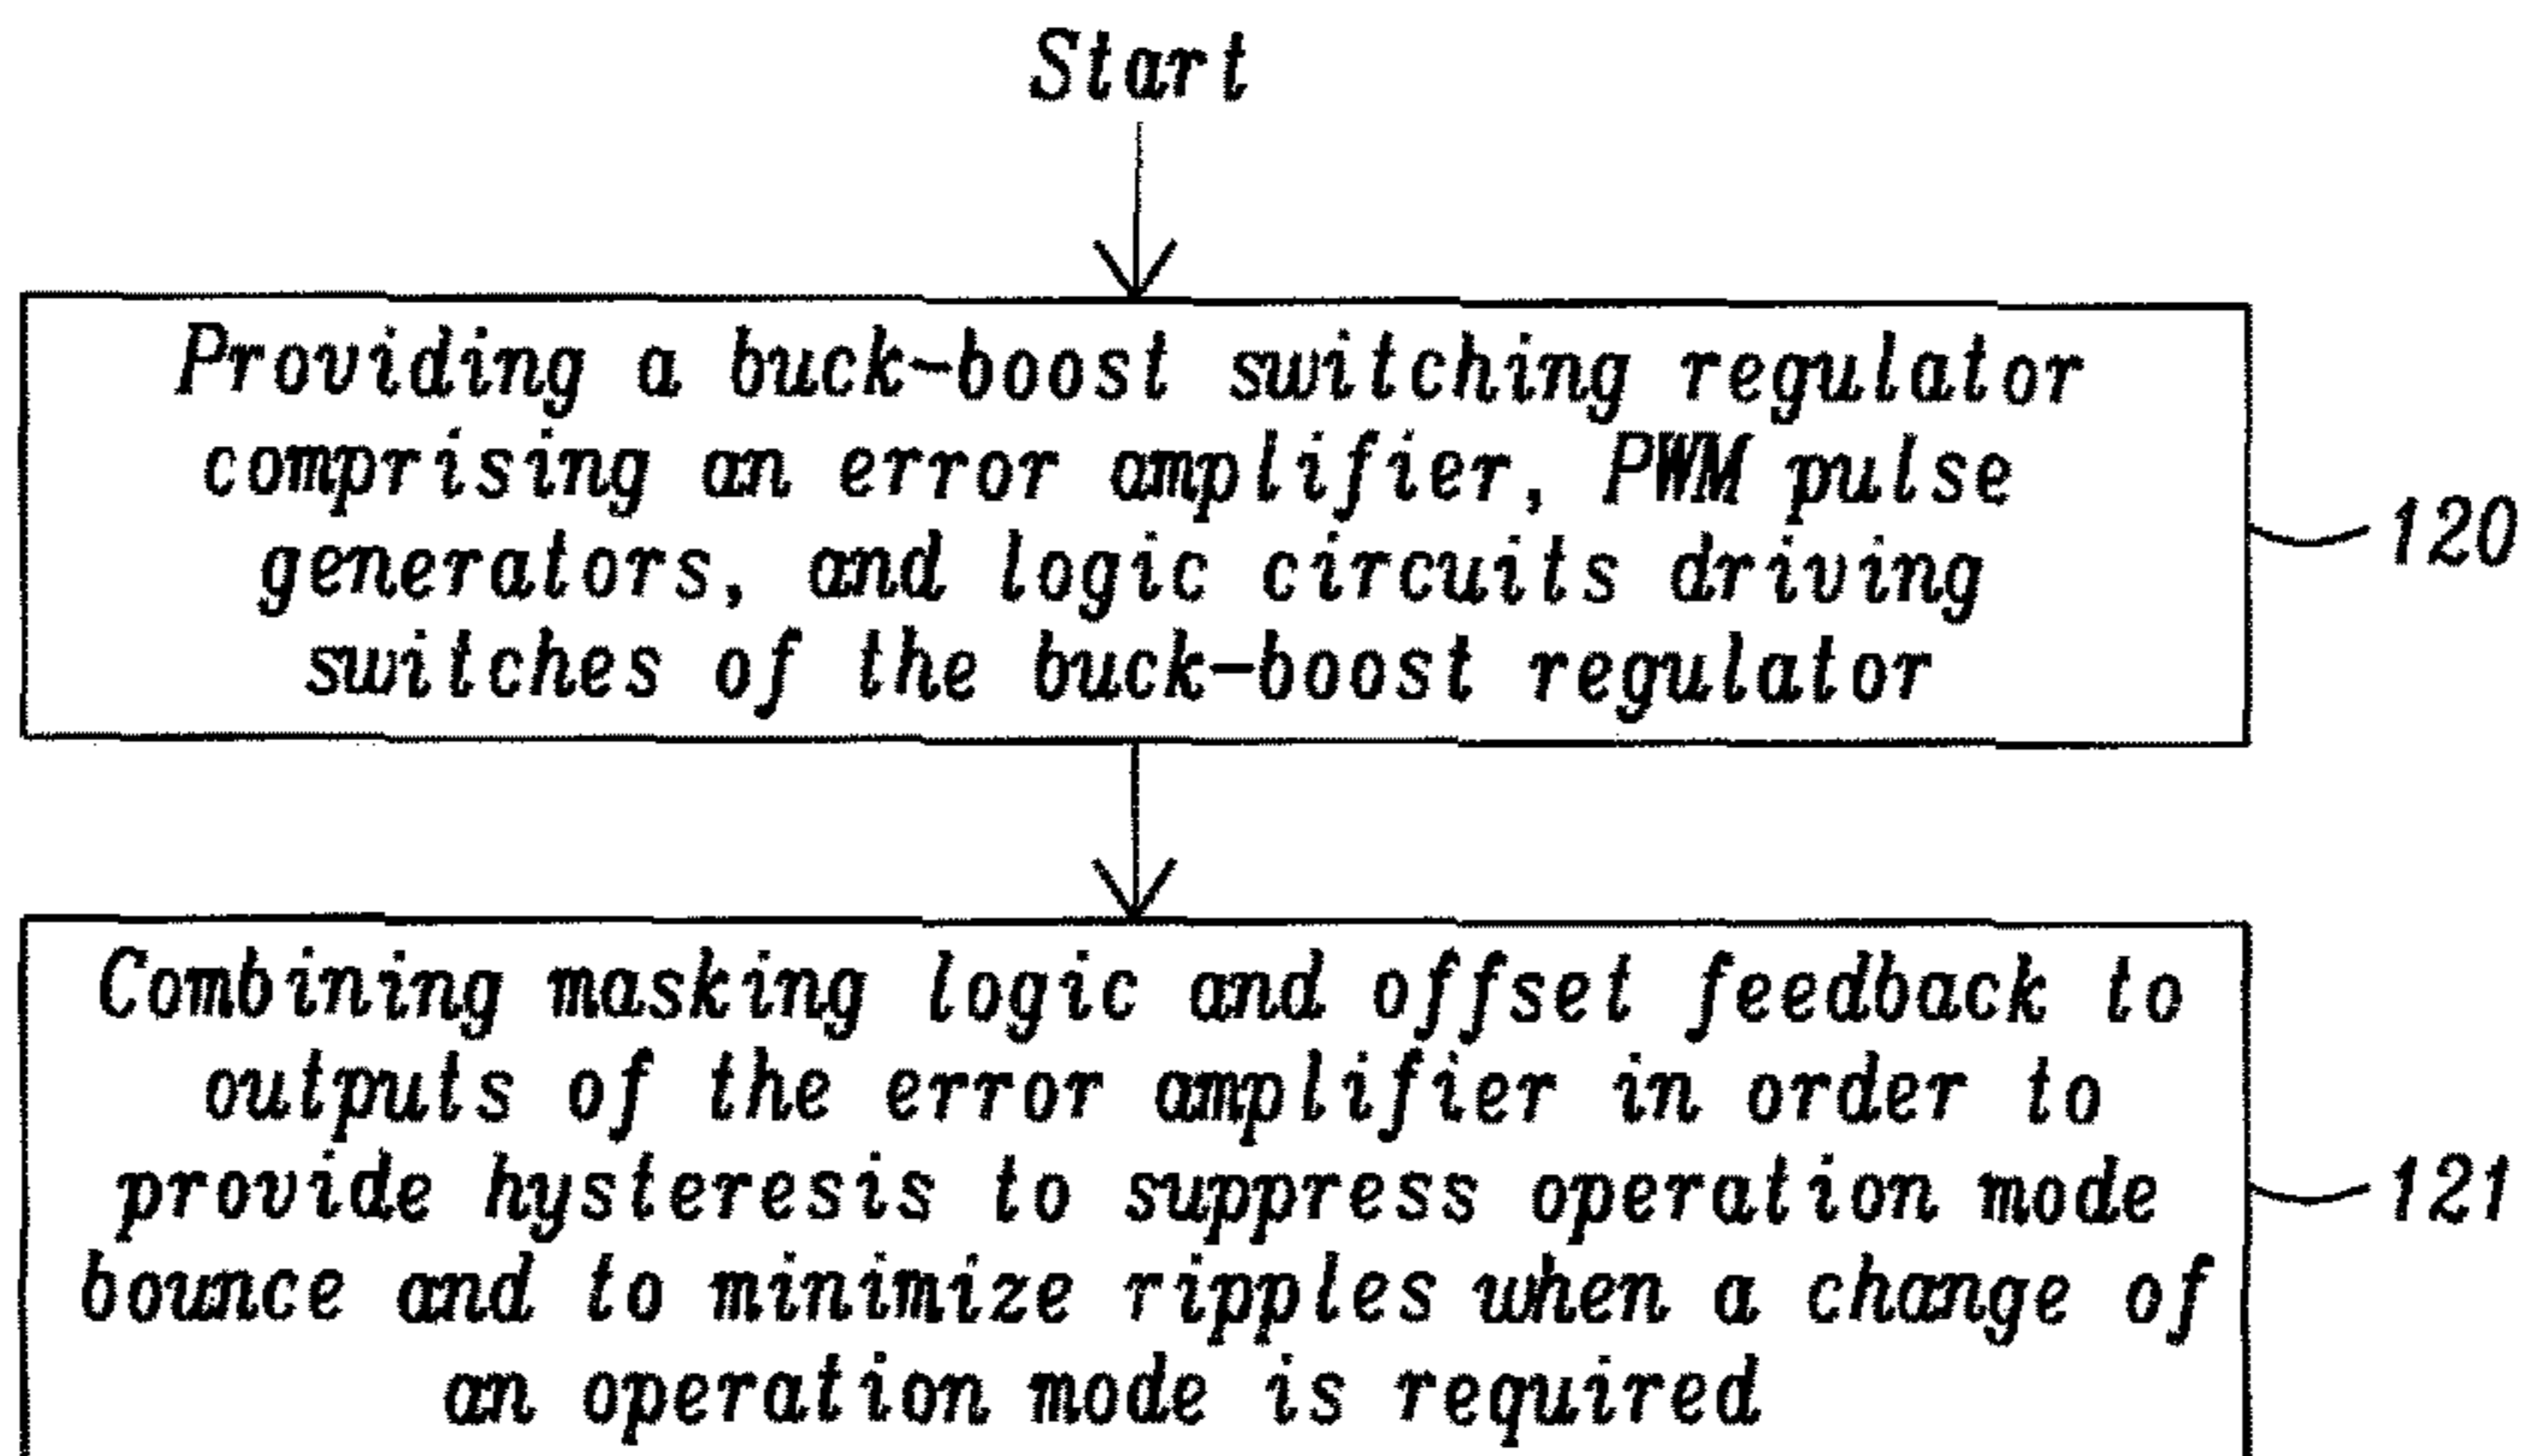 Start
Providing a buck-boost switching regulator
comprising an error amplifier, PWM pulse
generators, and logic circuits driving
switches of the buck-boost regulator
120
Combining masking logic and offset feedback to
outputs of the error amplifier in order to
provide hysteresis to suppress operation mode
bounce and to minimize ripples when a change of
an operation mode is required
121